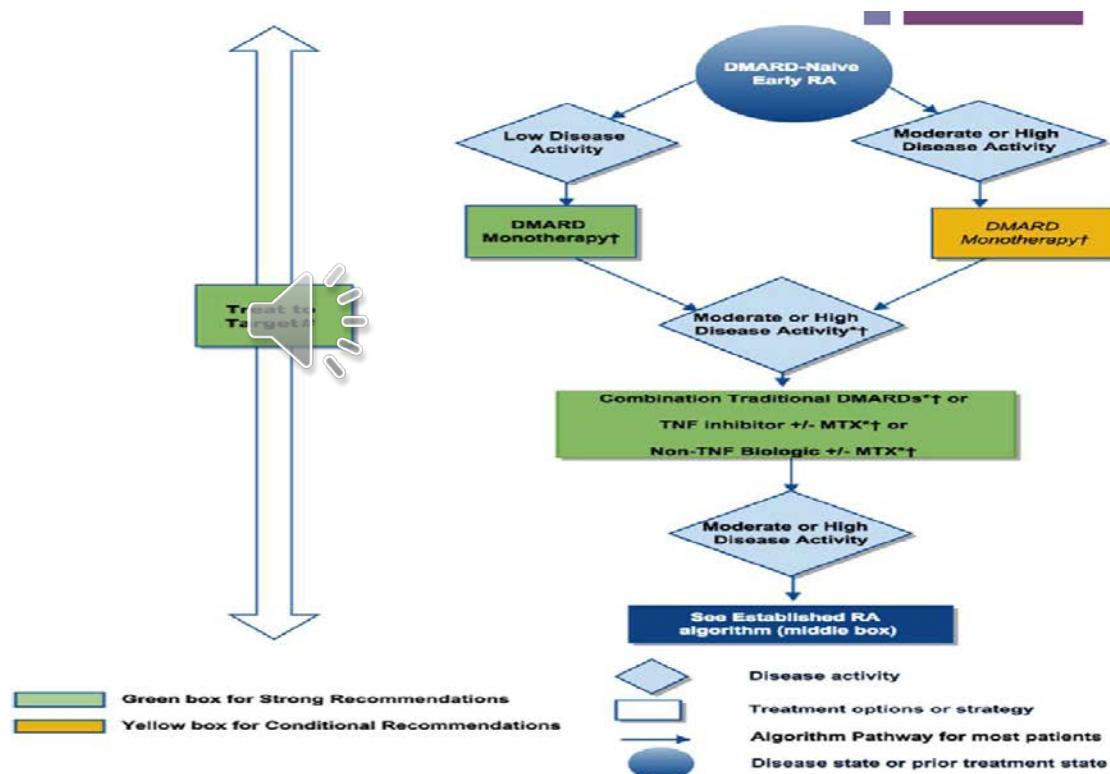 DMARD-Naive
Early RA
Low Disease
Activity
Moderate or High
Disease Activity
DMARD
Monotherapy†
DMARD
Monotherapy†
Treat to
Moderate or High
Disease Activity*†
Combination Traditional DMARDs*† or
TNF inhibitor +/- MTX*† or
Non-TNF Biologic +/- MTX*†
Moderate or High
Disease Activity
See Established RA
algorithm (middle box)
Green box for Strong Recommendations
Yellow box for Conditional Recommendations
Disease activity
Treatment options or strategy
Algorithm Pathway for most patients
Disease state or prior treatment state